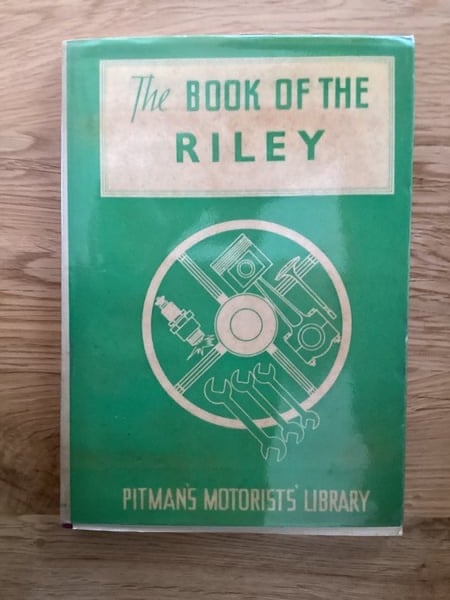 The BOOK OF THE
RILEY
PITMAN'S MOTORISTS' LIBRARY